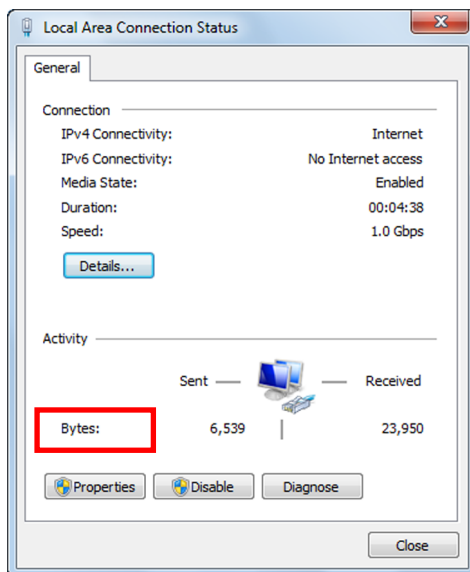 Local Area Connection Status
General
Connection
IPv4 Connectivity: Internet
IPv6 Connectivity: No Internet access
Media State: Enabled
Duration: 00:04:38
Speed: 1.0 Gbps
Details...
Activity
Sent Received
Bytes: 6,539 23,950
Properties Disable Diagnose
Close